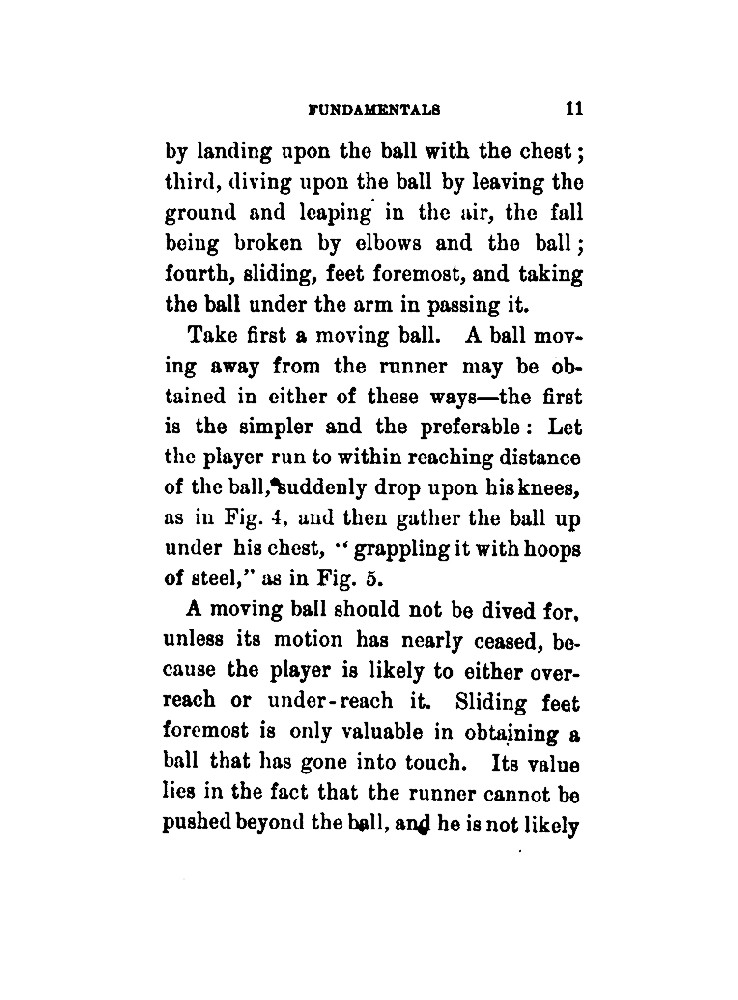 FUNDAMENTALS 11
by landing upon the ball with the chest;
third, diving upon the ball by leaving the
ground and leaping in the air, the fall
being broken by elbows and the ball;
fourth, sliding, feet foremost, and taking
the ball under the arm in passing it.
Take first a moving ball. A ball mov-
ing away from the runner may be ob-
tained in either of these ways—the first
is the simpler and the preferable: Let
the player run to within reaching distance
of the ball, suddenly drop upon his knees,
as in Fig. 4, and then gather the ball up
under his chest, “grappling it with hoops
of steel,” as in Fig. 5.
A moving ball should not be dived for,
unless its motion has nearly ceased, be-
cause the player is likely to either over-
reach or under-reach it. Sliding feet
foremost is only valuable in obtaining a
ball that has gone into touch. Its value
lies in the fact that the runner cannot be
pushed beyond the ball, and he is not likely